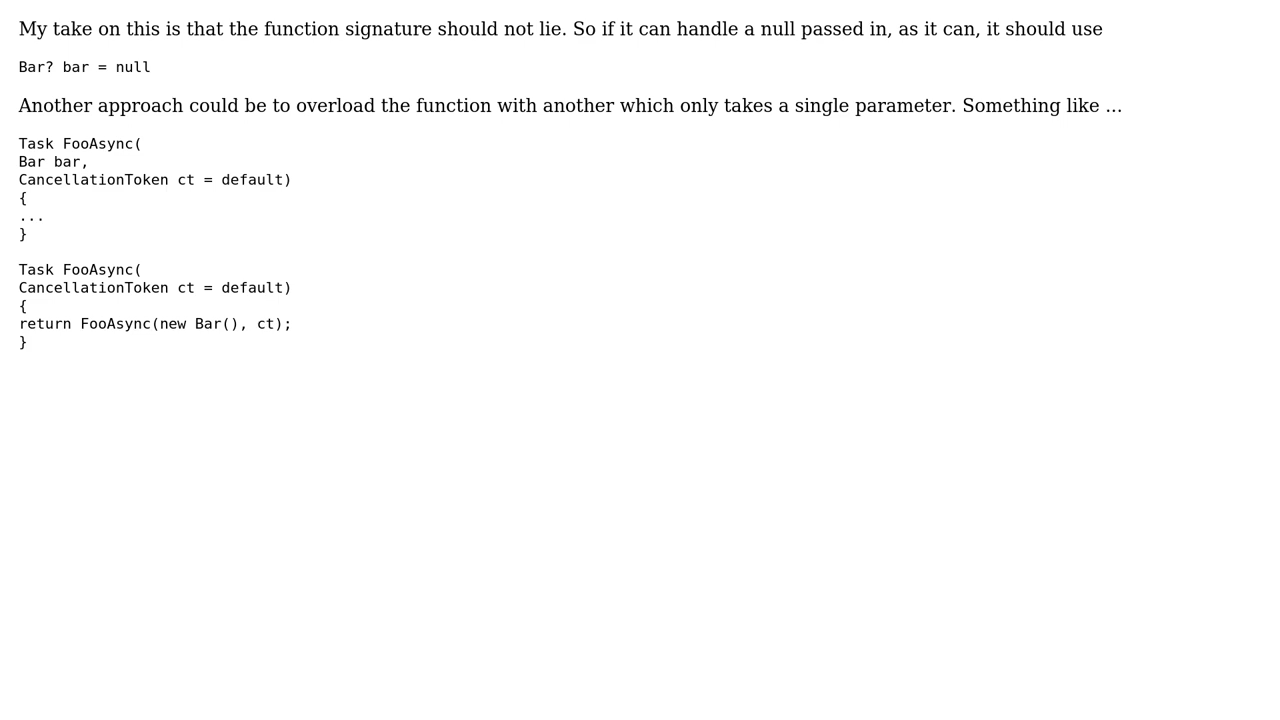 My take on this is that the function signature should not lie. So if it can handle a null passed in, as it can, it should use
Bar? bar = null
Another approach could be to overload the function with another which only takes a single parameter. Something like ...
Task FooAsync(
Bar bar,
CancellationToken ct = default)
{
...
}
Task FooAsync(
CancellationToken ct = default)
{
return FooAsync(new Bar(), ct);
}